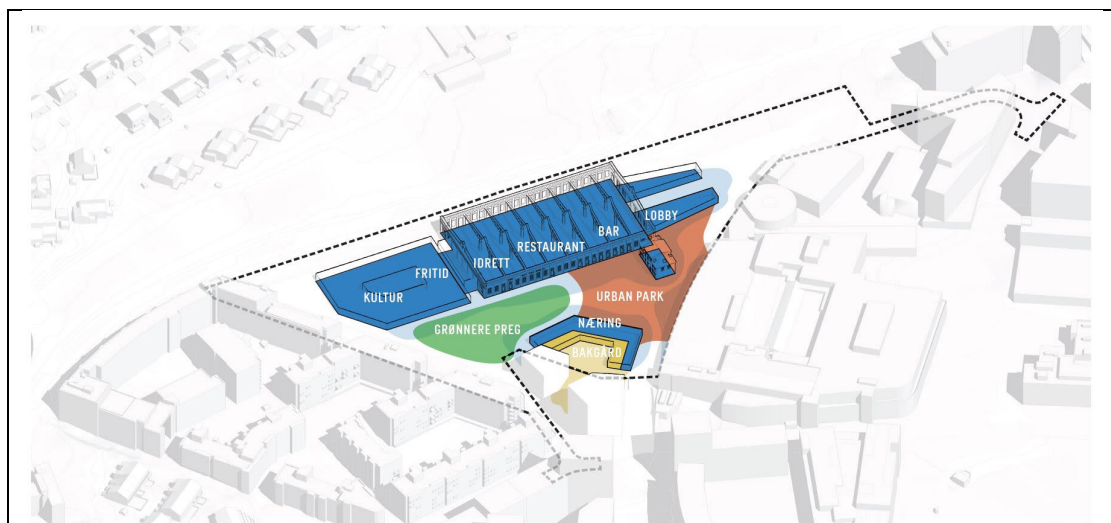 LOBBY
BAR
RESTAURANT
IDRETT
FRITID
KULTUR
URBAN PARK
GRØNNERE PREG
NÆRING
BAKGÅRD